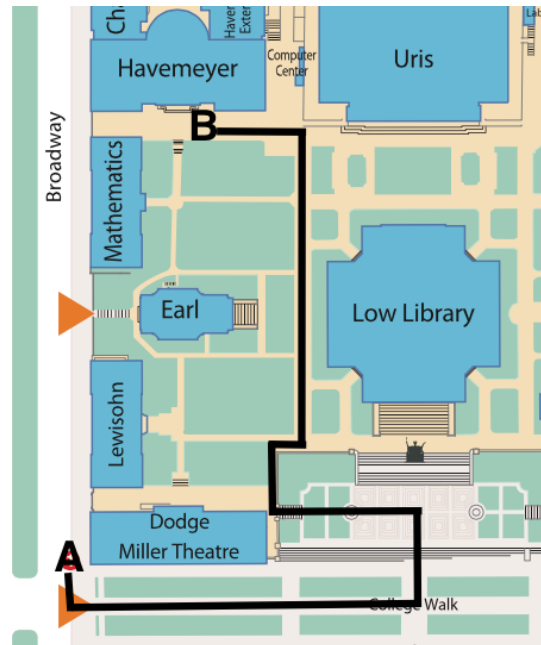 Uris
Computer
Center
Havemeyer
B
Broadway
Mathematics
Earl
Low Library
Lewisohn
Dodge
Miller Theatre
A
College Walk